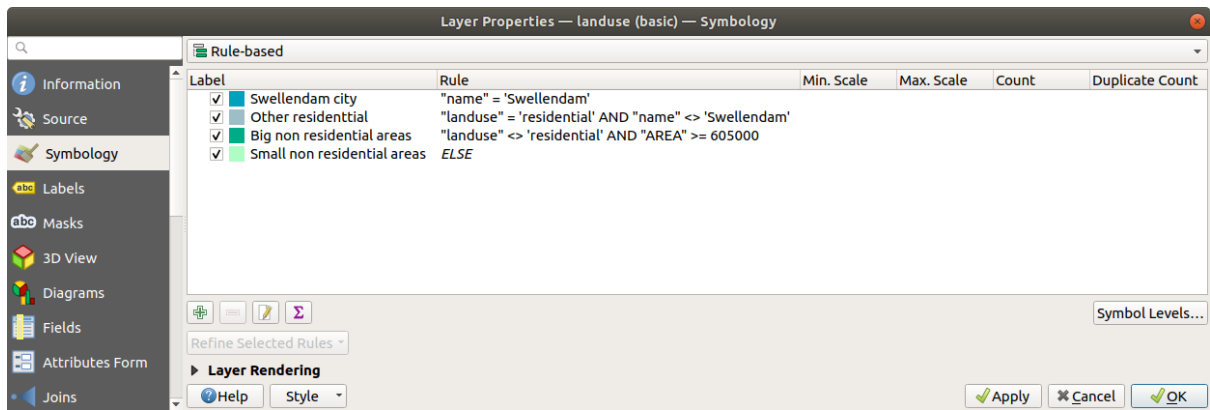 Layer Properties — landuse (basic) — Symbology
Rule-based
Information
Source
Symbology
Labels
Masks
3D View
Diagrams
Fields
Attributes Form
Joins
Label Rule Min. Scale Max. Scale Count Duplicate Count
Swellendam city "name" = 'Swellendam'
Other residenttial "landuse" = 'residential' AND "name" <> 'Swellendam'
Big non residential areas "landuse" <> 'residential' AND "AREA" >= 605000
Small non residential areas ELSE
Symbol Levels...
Refine Selected Rules
Layer Rendering
Help Style Apply Cancel OK